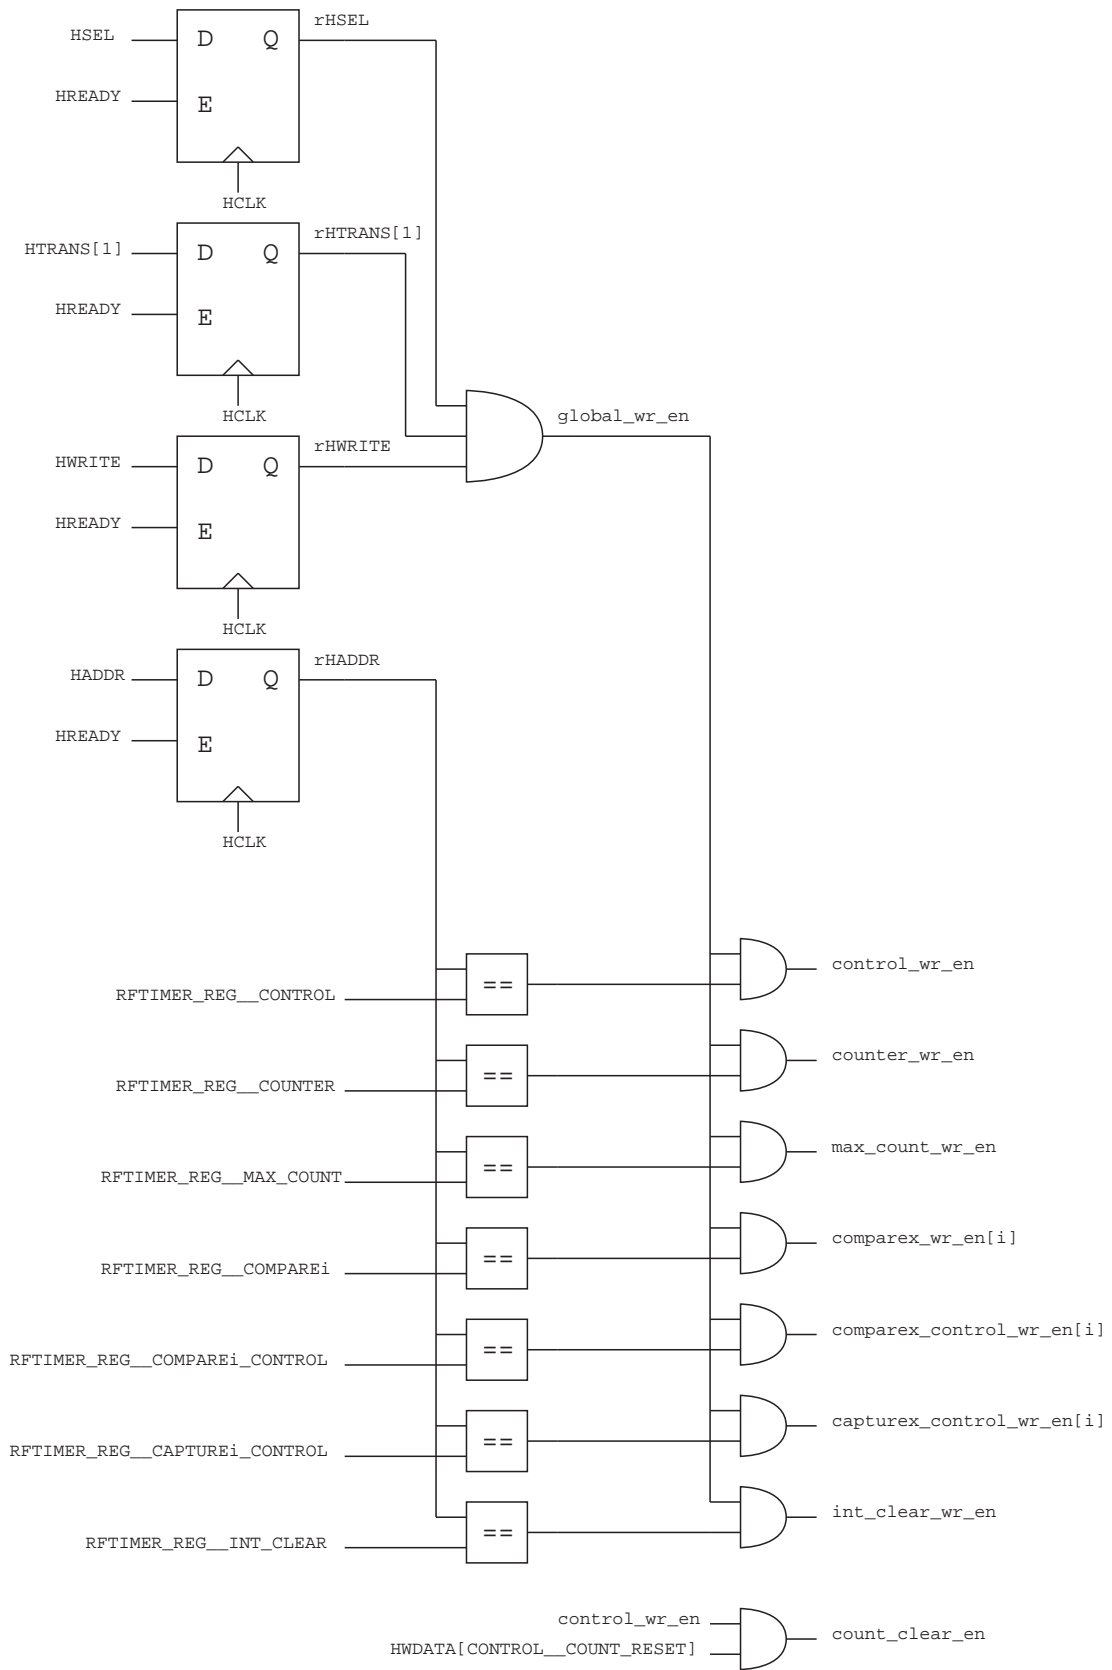 rHSEL
HSEL
D Q
HREADY
E
HCLK
rHTRANS[1]
HTRANS[1]
D Q
HREADY
E
HCLK
global_wr_en
rHWRITE
HWRITE
D Q
HREADY
E
HCLK
rHADDR
HADDR
D Q
HREADY
E
HCLK
control_wr_en
==
RFTIMER_REG__CONTROL
counter_wr_en
==
RFTIMER_REG__COUNTER
max_count_wr_en
==
RFTIMER_REG__MAX_COUNT
comparex_wr_en[i]
==
RFTIMER_REG__COMPAREi
comparex_control_wr_en[i]
==
RFTIMER_REG__COMPAREi_CONTROL
capturex_control_wr_en[i]
==
RFTIMER_REG__CAPTUREi_CONTROL
int_clear_wr_en
==
RFTIMER_REG__INT_CLEAR
control_wr_en
count_clear_en
HWDATA[CONTROL__COUNT_RESET]